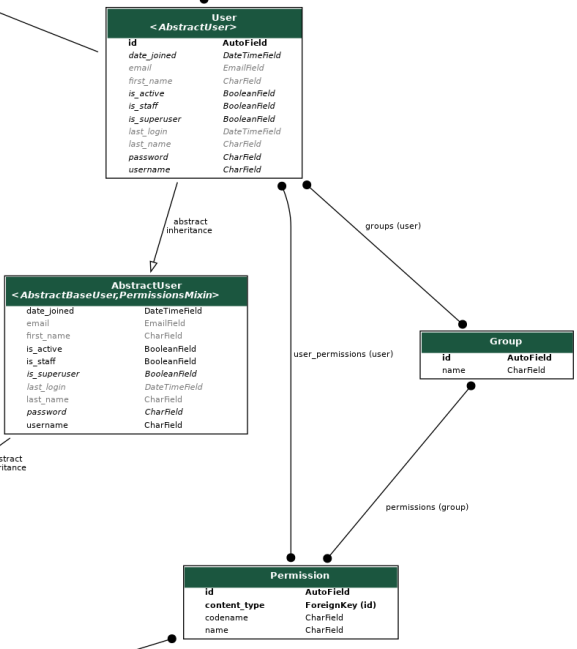 User
<AbstractUser>
id AutoField
date_joined DateTimeField
email EmailField
first_name CharField
is_active BooleanField
is_staff BooleanField
is_superuser BooleanField
last_login DateTimeField
last_name CharField
password CharField
username CharField
abstract
inheritance
groups (user)
AbstractUser
<AbstractBaseUser,PermissionsMixin>
date_joined DateTimeField
email EmailField
first_name CharField
is_active BooleanField
is_staff BooleanField
is_superuser BooleanField
last_login DateTimeField
last_name CharField
password CharField
username CharField
user_permissions (user)
Group
id AutoField
name CharField
stract
ritance
permissions (group)
Permission
id AutoField
content_type ForeignKey (id)
codename CharField
name CharField